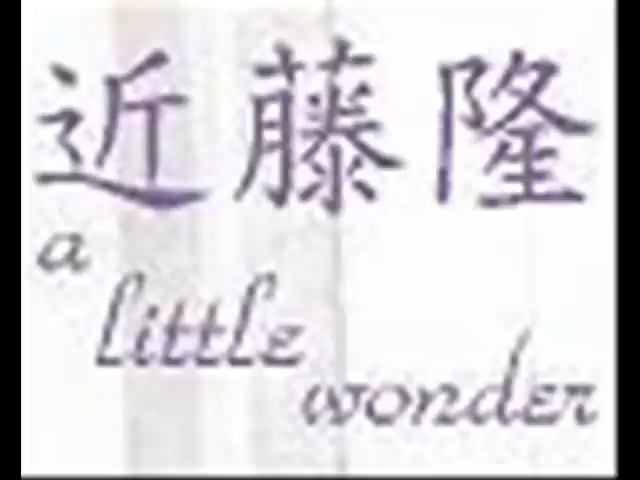 近藤隆
a
little
wonder